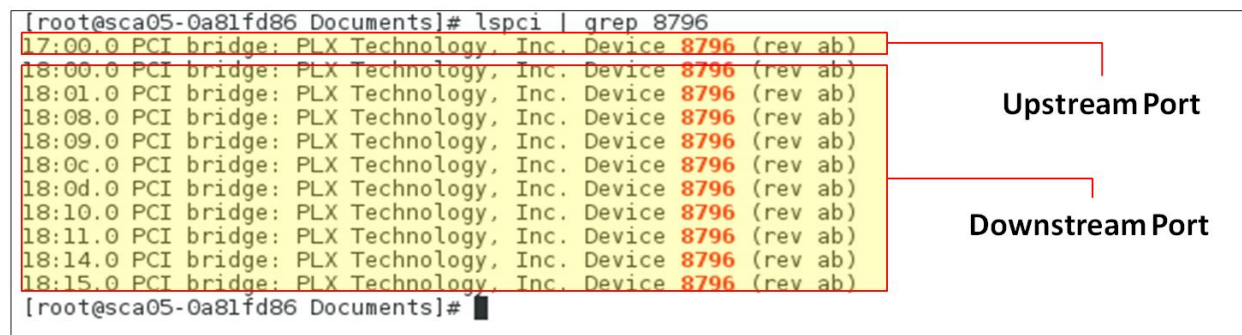 [root@sca05-0a81fd86 Documents]# lspci | grep 8796
17:00.0 PCI bridge: PLX Technology, Inc. Device 8796 (rev ab)
18:00.0 PCI bridge: PLX Technology, Inc. Device 8796 (rev ab)
18:01.0 PCI bridge: PLX Technology, Inc. Device 8796 (rev ab)
18:08.0 PCI bridge: PLX Technology, Inc. Device 8796 (rev ab)
18:09.0 PCI bridge: PLX Technology, Inc. Device 8796 (rev ab)
18:0c.0 PCI bridge: PLX Technology, Inc. Device 8796 (rev ab)
18:0d.0 PCI bridge: PLX Technology, Inc. Device 8796 (rev ab)
18:10.0 PCI bridge: PLX Technology, Inc. Device 8796 (rev ab)
18:11.0 PCI bridge: PLX Technology, Inc. Device 8796 (rev ab)
18:14.0 PCI bridge: PLX Technology, Inc. Device 8796 (rev ab)
18:15.0 PCI bridge: PLX Technology, Inc. Device 8796 (rev ab)
[root@sca05-0a81fd86 Documents]#
Upstream Port
Downstream Port